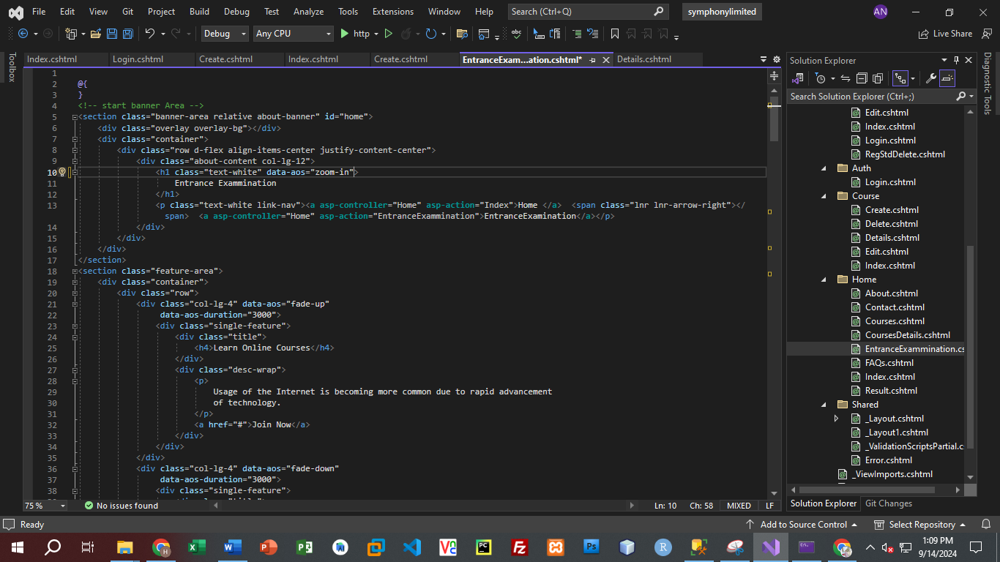 File Edit View Git Project Build Debug Test Analyze Tools Extensions Window Help Search (Ctrl+Q) symphonylimited AN
Debug Any CPU http Live Share
Toolbox
Index.cshtml Login.cshtml Create.cshtml Index.cshtml Create.cshtml EntranceExam...ation.cshtml* Details.cshtml
1
2 @{
3 }
4 <!-- start banner Area -->
5 <section class="banner-area relative about-banner" id="home">
6 <div class="overlay overlay-bg"></div>
7 <div class="container">
8 <div class="row d-flex align-items-center justify-content-center">
9 <div class="about-content col-lg-12">
10 <h1 class="text-white" data-aos="zoom-in">
11 Entrance Exammination
12 </h1>
13 <p class="text-white link-nav"><a asp-controller="Home" asp-action="Index">Home </a> <span class="lnr lnr-arrow-right"></
span> <a asp-controller="Home" asp-action="EntranceExammination">EntranceExamination</a></p>
14 </div>
15 </div>
16 </div>
17 </section>
18 <section class="feature-area">
19 <div class="container">
20 <div class="row">
21 <div class="col-lg-4" data-aos="fade-up"
22 data-aos-duration="3000">
23 <div class="single-feature">
24 <div class="title">
25 <h4>Learn Online Courses</h4>
26 </div>
27 <div class="desc-wrap">
28 <p>
29 Usage of the Internet is becoming more common due to rapid advancement
30 of technology.
31 </p>
32 <a href="#">Join Now</a>
33 </div>
34 </div>
35 </div>
36 <div class="col-lg-4" data-aos="fade-down"
37 data-aos-duration="3000">
38 <div class="single-feature">
75 % No issues found Ln: 10 Ch: 58 MIXED LF
Solution Explorer
Search Solution Explorer (Ctrl+;)
Edit.cshtml
Index.cshtml
Login.cshtml
RegStdDelete.cshtml
Auth
Login.cshtml
Course
Create.cshtml
Delete.cshtml
Details.cshtml
Edit.cshtml
Index.cshtml
Home
About.cshtml
Contact.cshtml
Courses.cshtml
CoursesDetails.cshtml
EntranceExammination.cs
FAQs.cshtml
Index.cshtml
Result.cshtml
Shared
_Layout.cshtml
_Layout1.cshtml
_ValidationScriptsPartial.c
Error.cshtml
_ViewImports.cshtml
Solution Explorer Git Changes
Diagnostic Tools
Ready Add to Source Control Select Repository
1:09 PM
9/14/2024